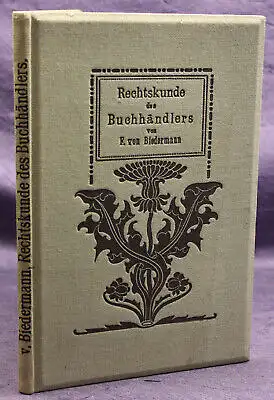 Rechtskunde
des
Buchhändlers
von
F. von Biedermann
v. Biedermann, Rechtskunde des Buchhändlers.